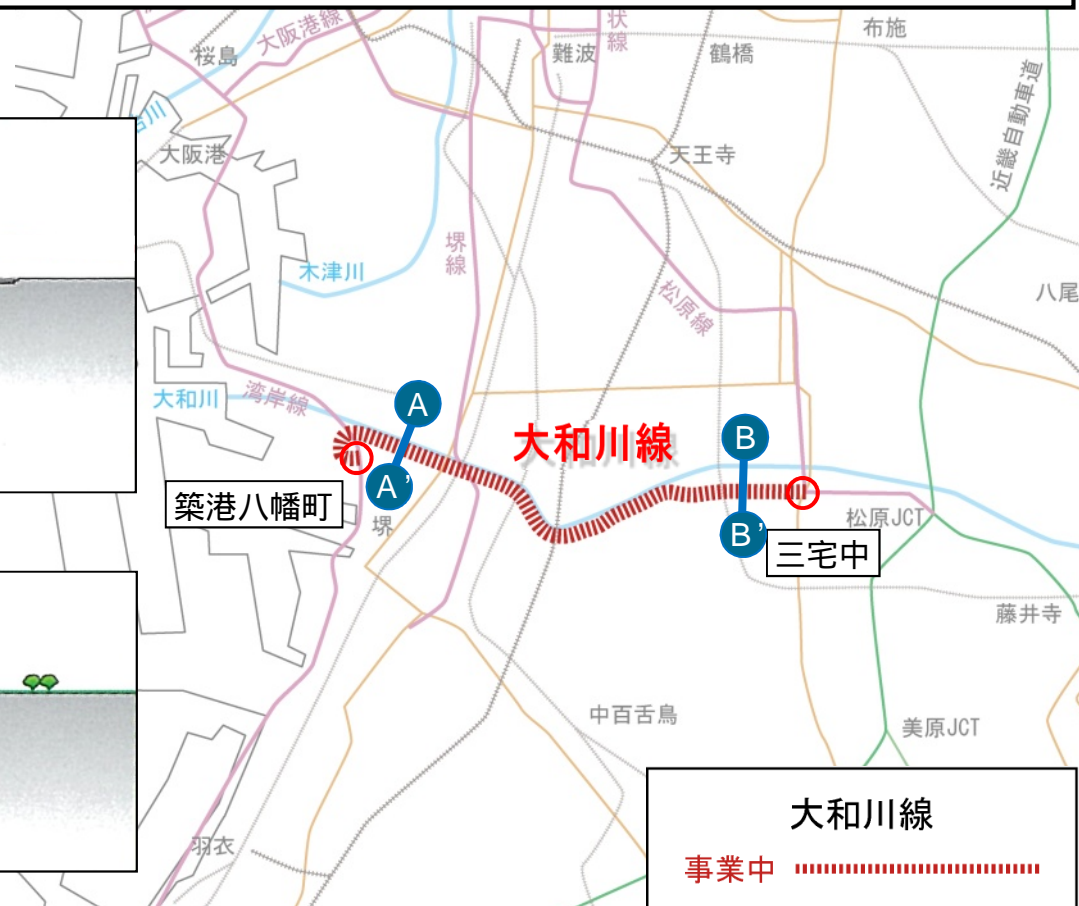 大阪港線
桜島
状
線
難波
鶴橋
布施
近畿自動車道
大阪港
天王寺
堺
線
木津川
松原線
八尾
大和川
湾岸線
A
A'
大和川線
B
B'
築港八幡町
堺
三宅中
松原JCT
藤井寺
中百舌鳥
美原JCT
羽衣
大和川線
事業中